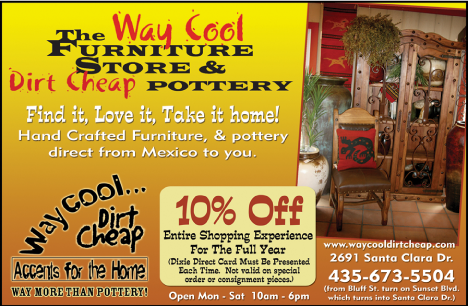 The Way Cool
FURNITURE
STORE &
Dirt Cheap POTTERY
Find it, Love it, Take it home!
Hand Crafted Furniture, & pottery
direct from Mexico to you.
Way cool...
Dirt
Cheap
Accents for the Home
WAY MORE THAN POTTERY!
10% Off
Entire Shopping Experience
For The Full Year
(Dixie Direct Card Must Be Presented
Each Time. Not valid on special
order or consignment pieces.)
Open Mon - Sat 10am - 6pm
www.waycooldirtcheap.com
2691 Santa Clara Dr.
435-673-5504
(from Bluff St. turn on Sunset Blvd.
which turns into Santa Clara Dr.)